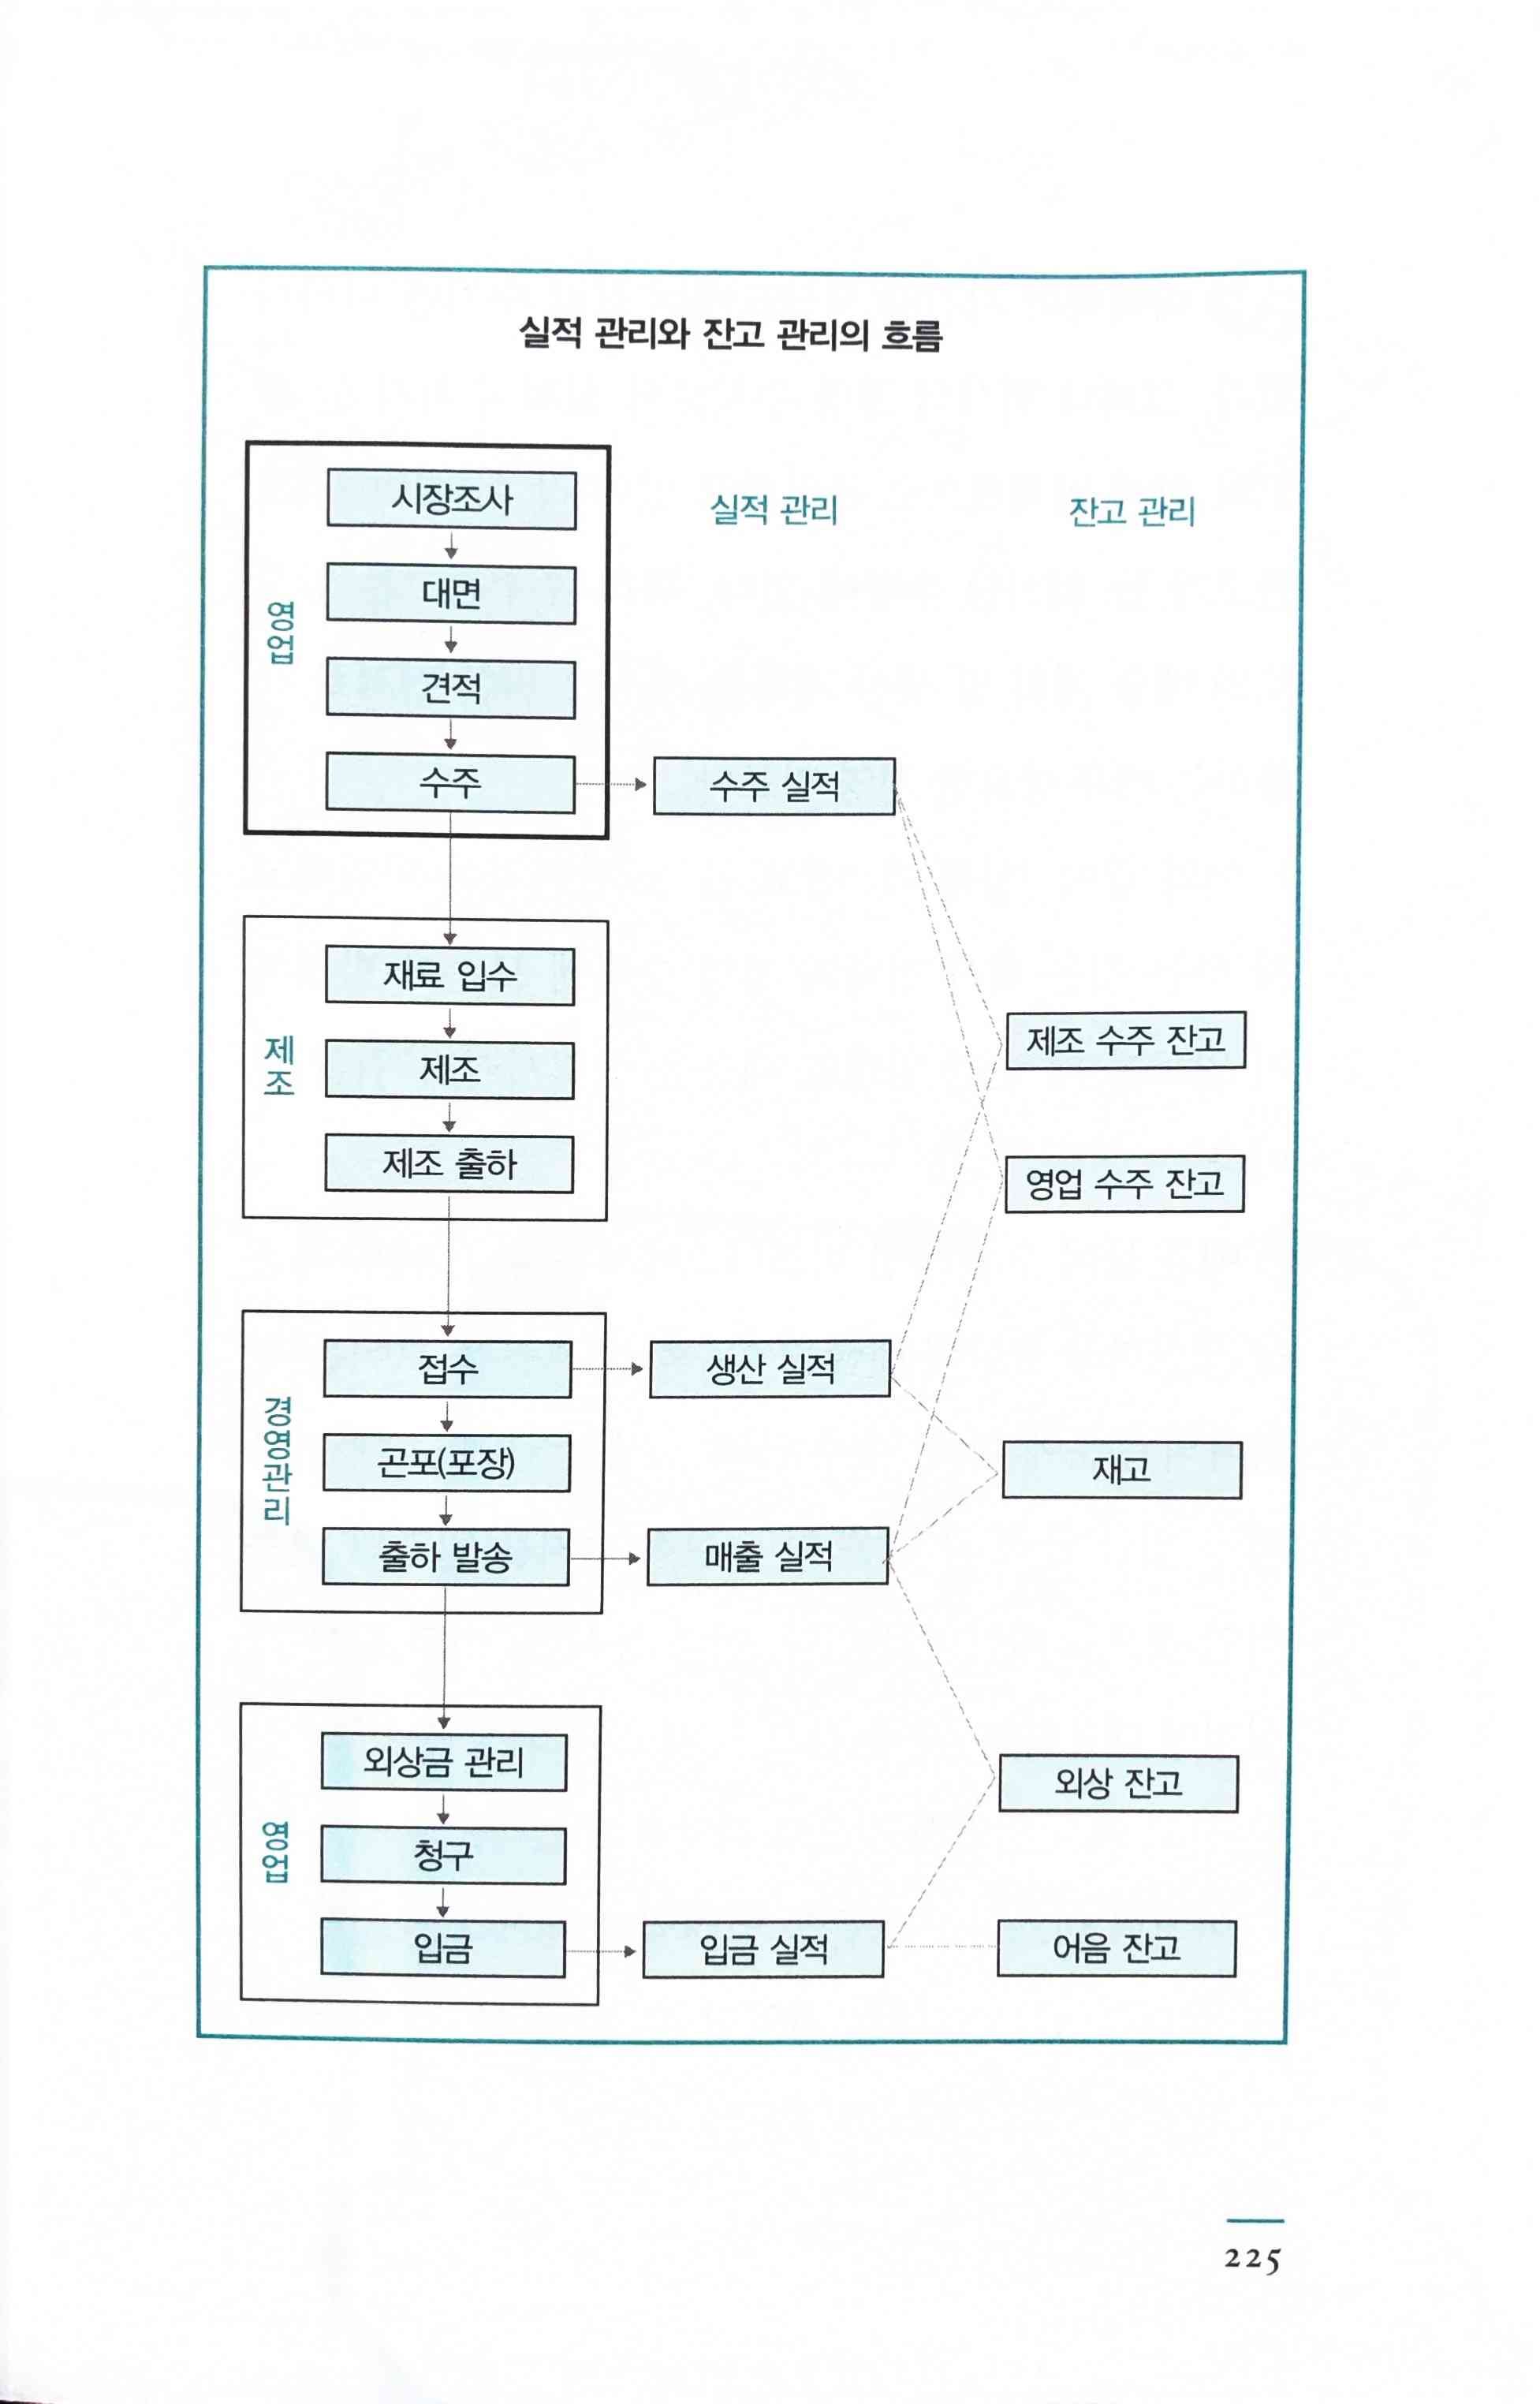 실적 관리와 잔고 관리의 흐름
실적 관리
잔고 관리
영업
시장조사
대면
견적
수주
수주 실적
제조
재료 입수
제조
제조 출하
제조 수주 잔고
영업 수주 잔고
경영관리
접수
생산 실적
곤포(포장)
재고
출하 발송
매출 실적
영업
외상금 관리
외상 잔고
청구
입금
입금 실적
어음 잔고
225